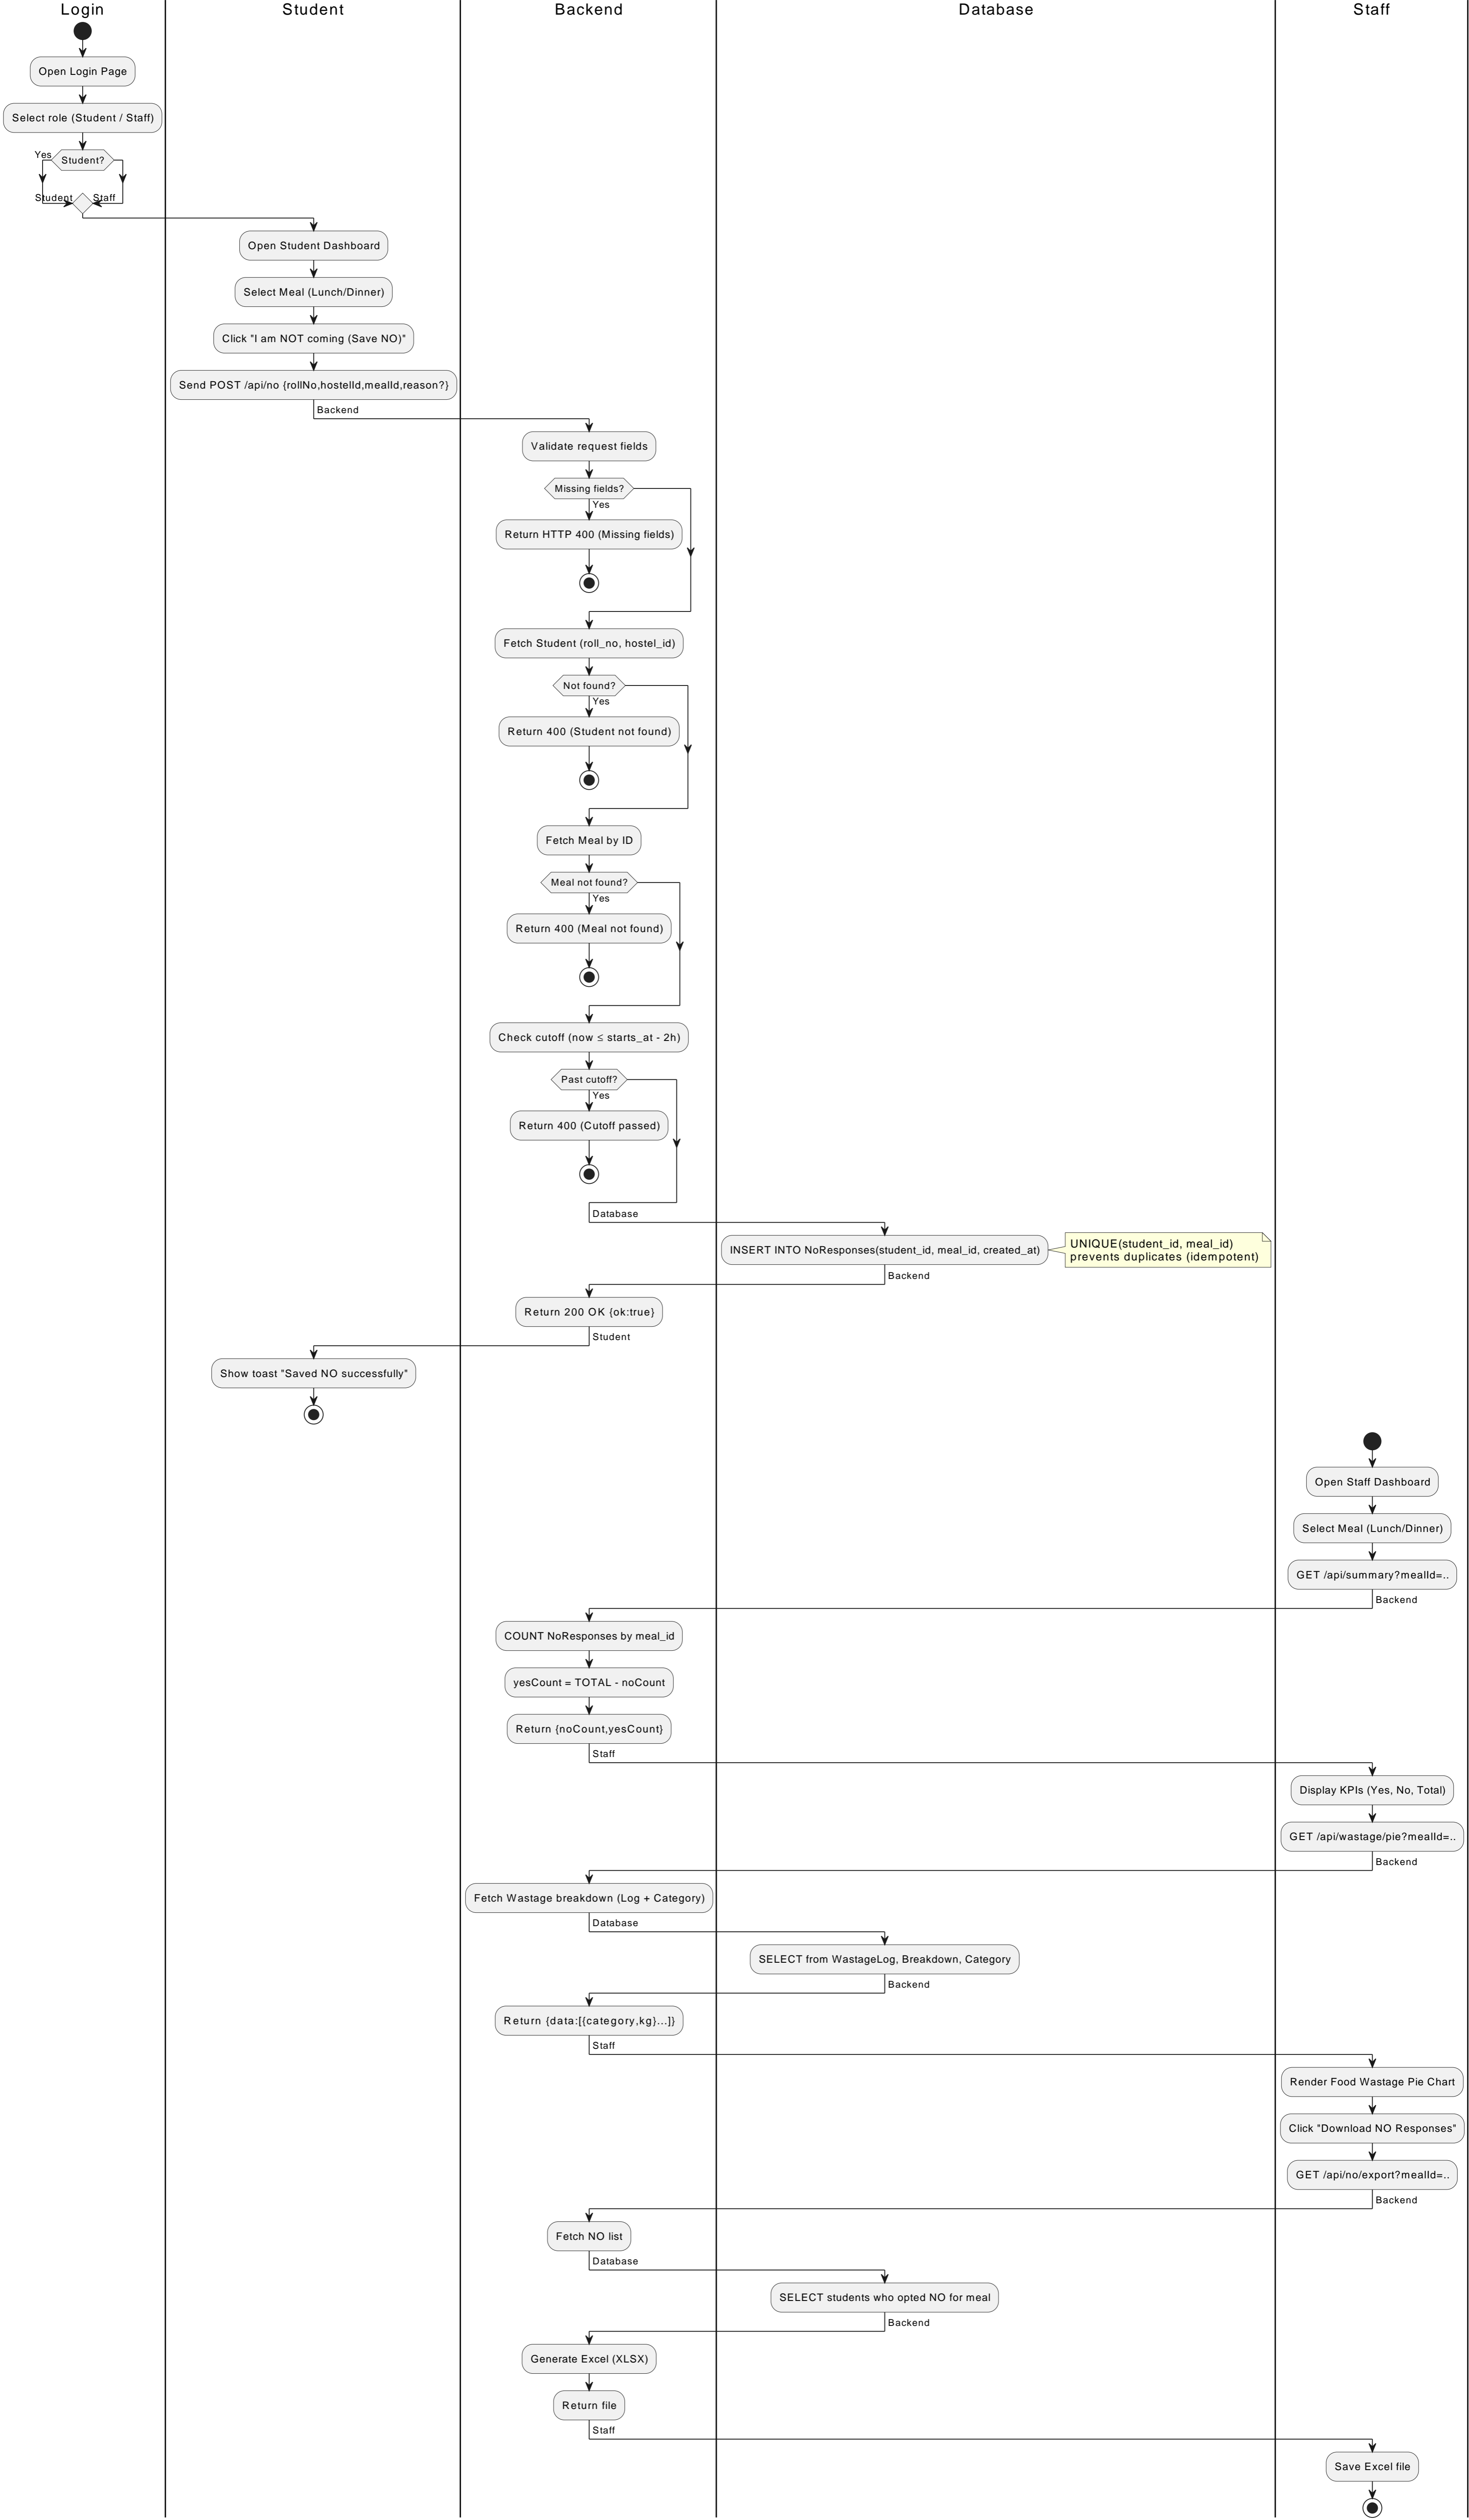 Login
Student
Backend
Database
Staff
Open Login Page
Select role (Student / Staff)
Yes
Student?
Student
Staff
Open Student Dashboard
Select Meal (Lunch/Dinner)
Click "I am NOT coming (Save NO)"
Send POST /api/no {rollNo,hostelId,mealId,reason?}
Backend
Validate request fields
Missing fields?
Yes
Return HTTP 400 (Missing fields)
Fetch Student (roll_no, hostel_id)
Not found?
Yes
Return 400 (Student not found)
Fetch Meal by ID
Meal not found?
Yes
Return 400 (Meal not found)
Check cutoff (now ≤ starts_at - 2h)
Past cutoff?
Yes
Return 400 (Cutoff passed)
Database
INSERT INTO NoResponses(student_id, meal_id, created_at)
UNIQUE(student_id, meal_id)
prevents duplicates (idempotent)
Backend
Return 200 OK {ok:true}
Student
Show toast "Saved NO successfully"
Open Staff Dashboard
Select Meal (Lunch/Dinner)
GET /api/summary?mealId=..
Backend
COUNT NoResponses by meal_id
yesCount = TOTAL - noCount
Return {noCount,yesCount}
Staff
Display KPIs (Yes, No, Total)
GET /api/wastage/pie?mealId=..
Backend
Fetch Wastage breakdown (Log + Category)
Database
SELECT from WastageLog, Breakdown, Category
Backend
Return {data:[{category,kg}...]}
Staff
Render Food Wastage Pie Chart
Click "Download NO Responses"
GET /api/no/export?mealId=..
Backend
Fetch NO list
Database
SELECT students who opted NO for meal
Backend
Generate Excel (XLSX)
Return file
Staff
Save Excel file